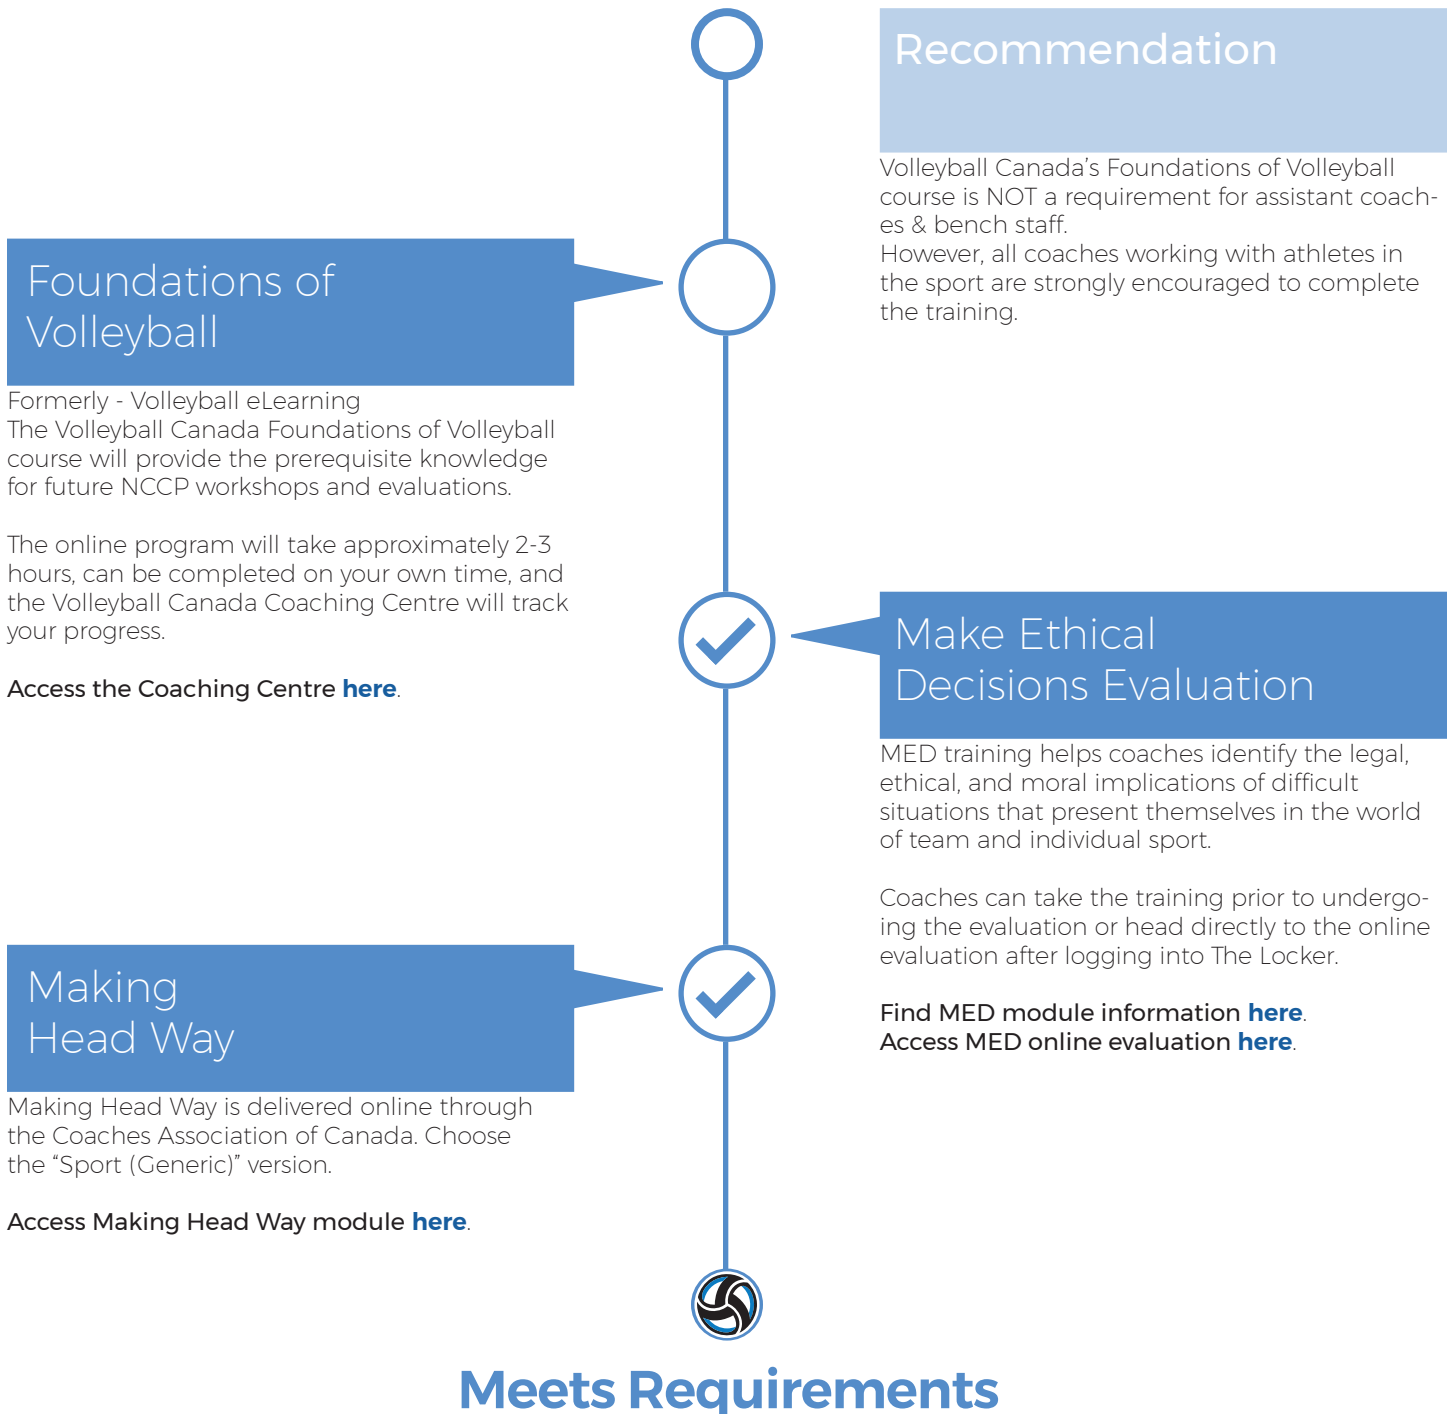 Recommendation
Volleyball Canada's Foundations of Volleyball
course is NOT a requirement for assistant coach-
es & bench staff.
However, all coaches working with athletes in
the sport are strongly encouraged to complete
the training.
Foundations of
Volleyball
Formerly - Volleyball eLearning
The Volleyball Canada Foundations of Volleyball
course will provide the prerequisite knowledge
for future NCCP workshops and evaluations.
The online program will take approximately 2-3
hours, can be completed on your own time, and
the Volleyball Canada Coaching Centre will track
your progress.
Access the Coaching Centre here.
Make Ethical
Decisions Evaluation
MED training helps coaches identify the legal,
ethical, and moral implications of difficult
situations that present themselves in the world
of team and individual sport.
Coaches can take the training prior to undergo-
ing the evaluation or head directly to the online
evaluation after logging into The Locker.
Find MED module information here.
Access MED online evaluation here.
Making
Head Way
Making Head Way is delivered online through
the Coaches Association of Canada. Choose
the “Sport (Generic)” version.
Access Making Head Way module here.
Meets Requirements